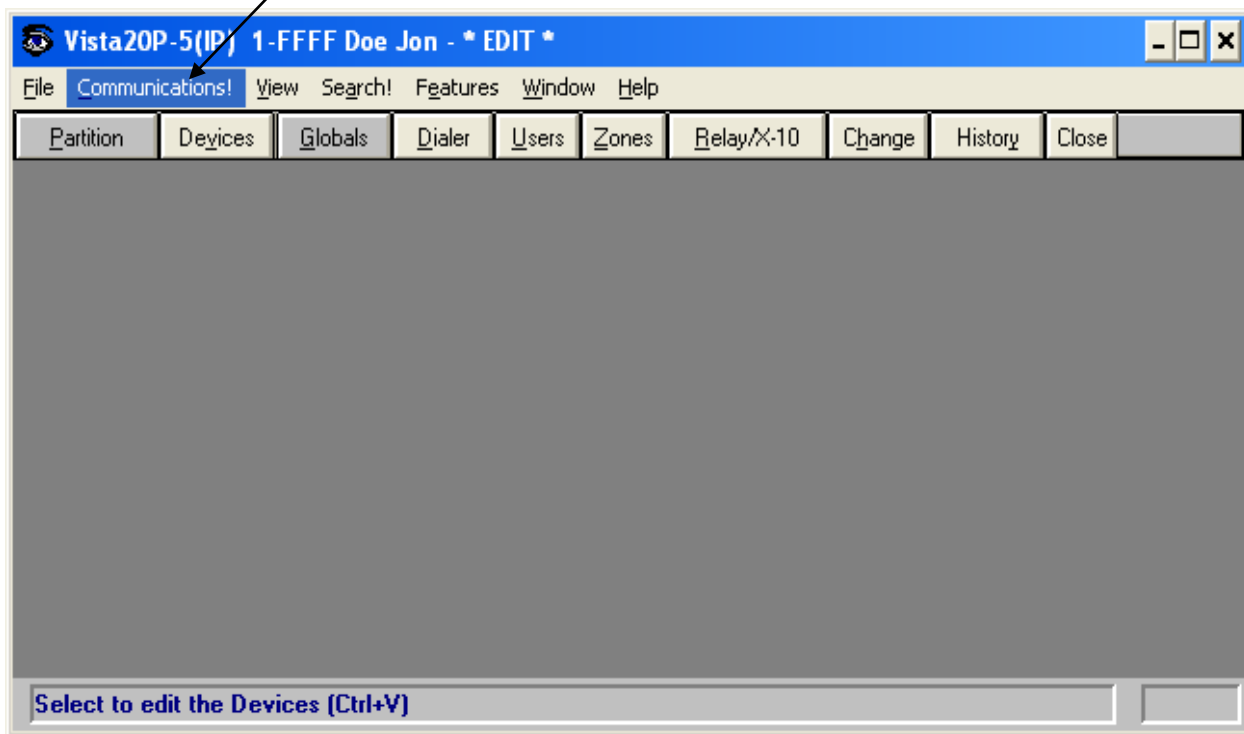 Vista20P-5(IP) 1-FFFF Doe Jon - * EDIT *
File Communications! View Search! Features Window Help
Partition Devices Globals Dialer Users Zones Relay/X-10 Change History Close
Select to edit the Devices (Ctrl+V)